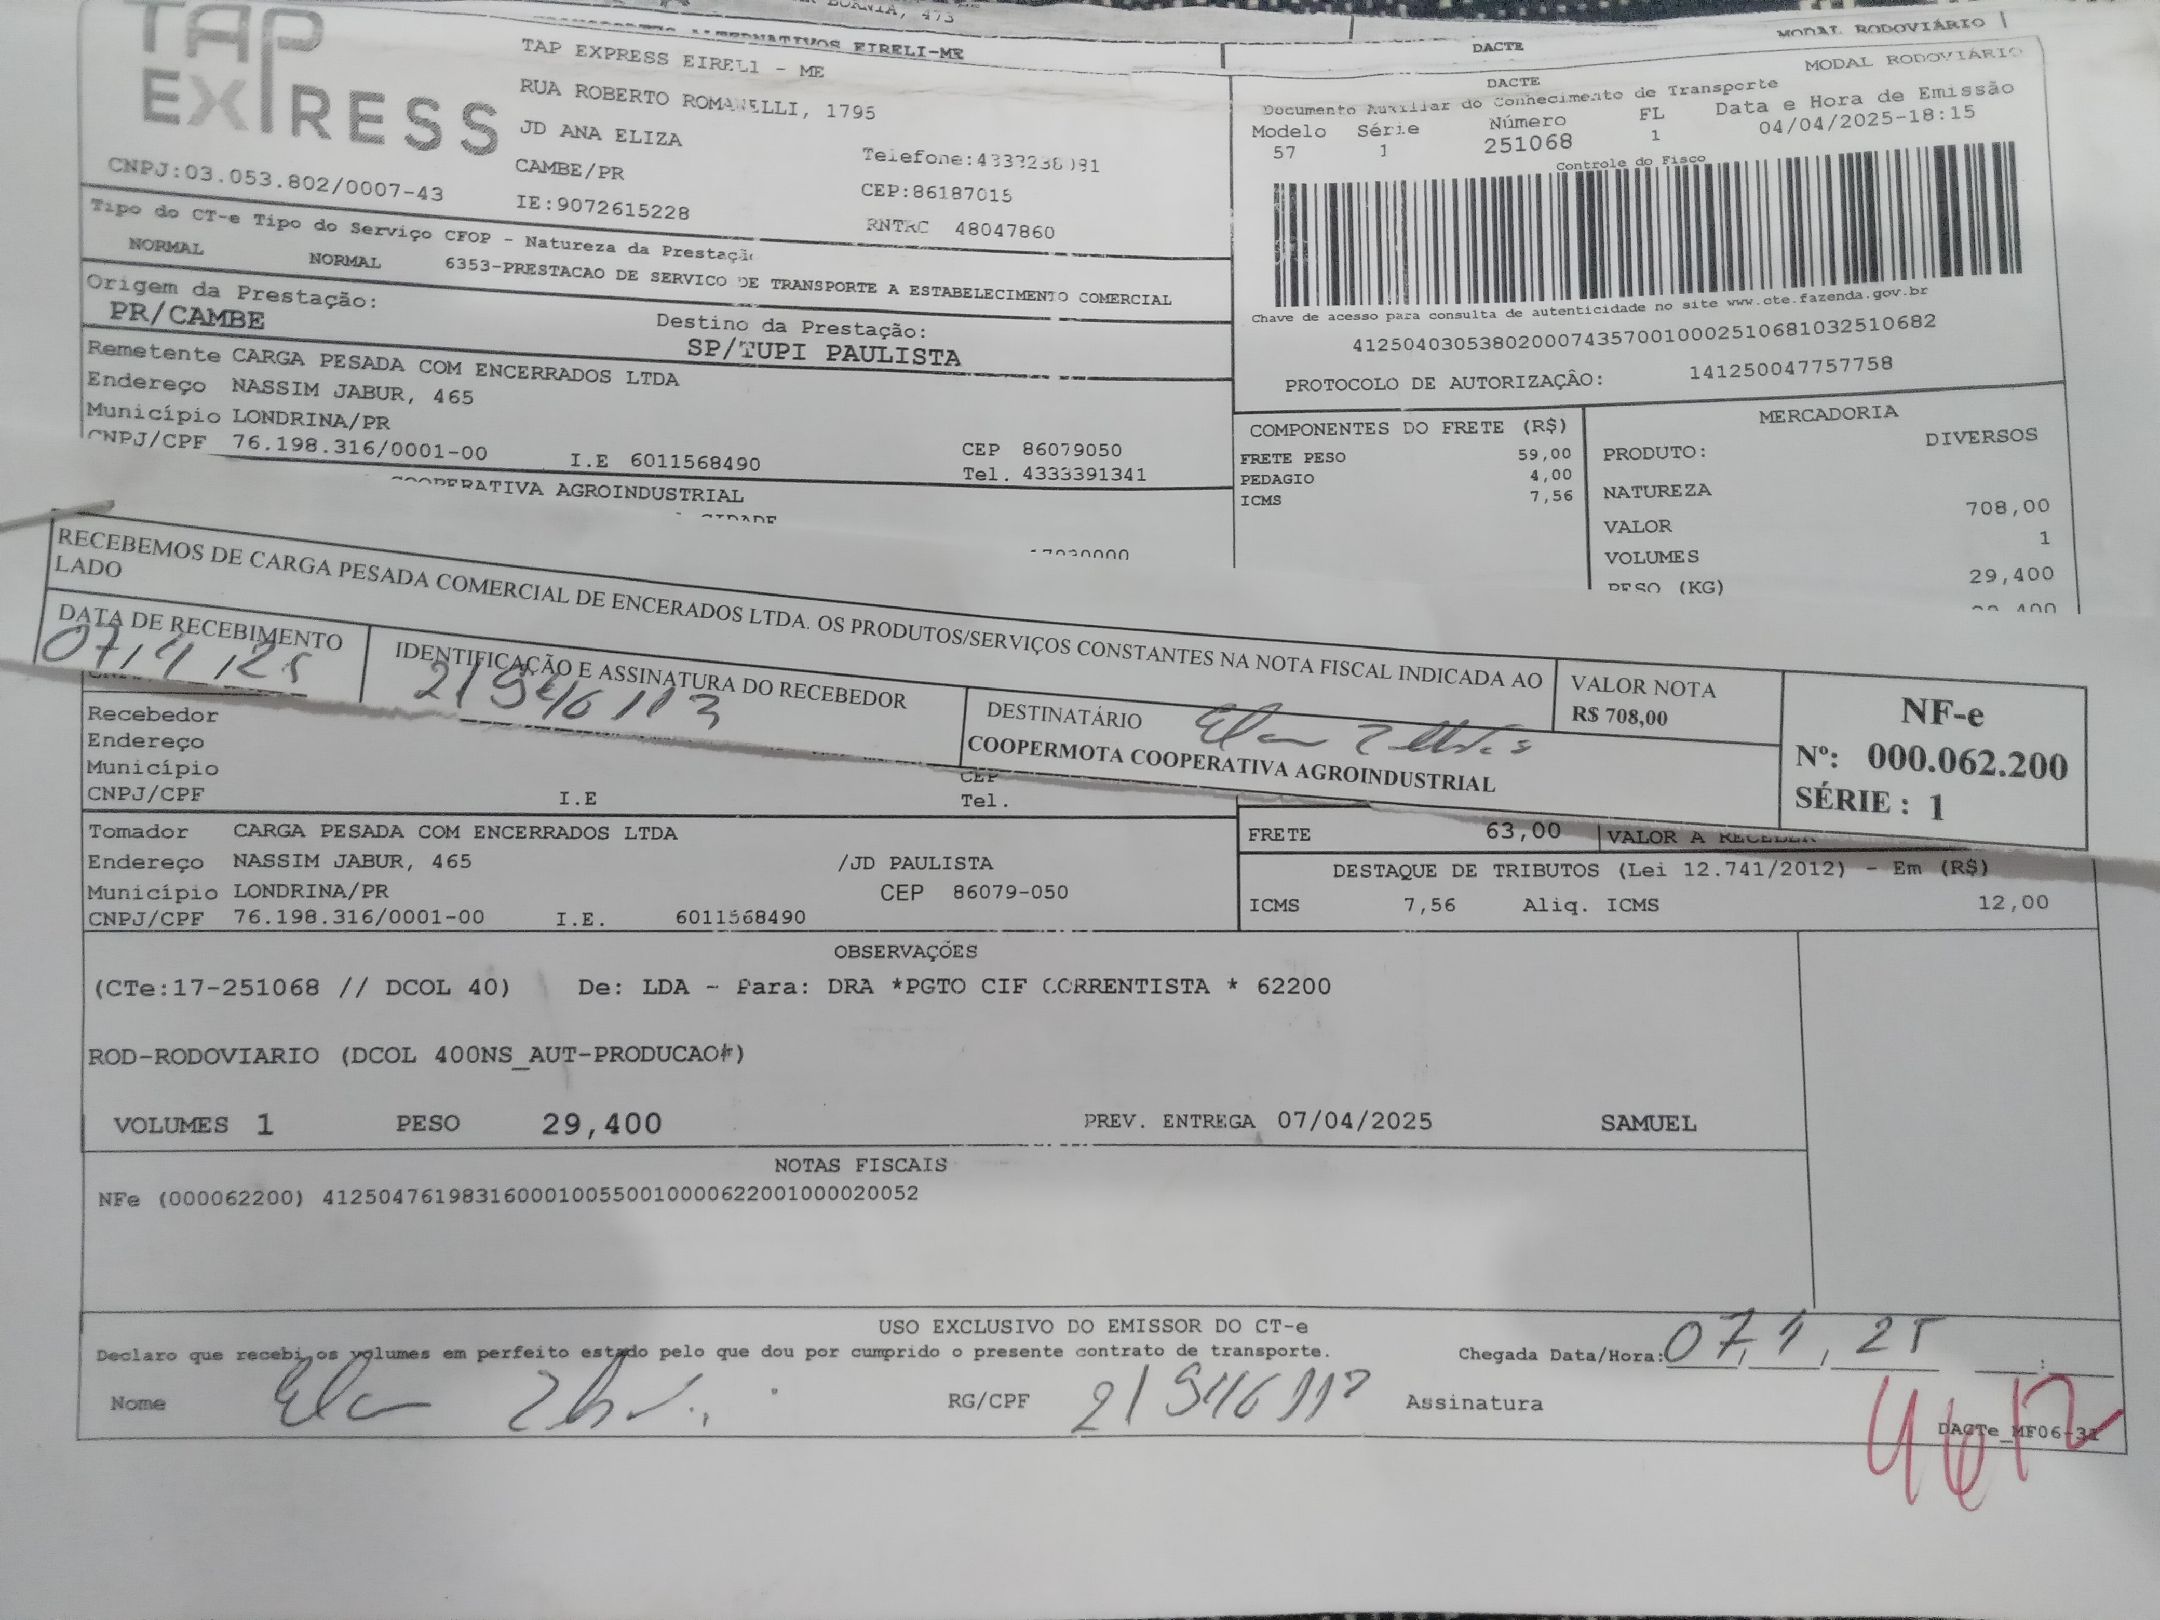 TAP
EXPRESS
CNPJ:03.053.802/0007-43
EIRELI-ME
TAP EXPRESS EIRELI - ME
RUA ROBERTO ROMANELLI, 1795
JD ANA ELIZA
CAMBE/PR
IE:9072615228
CEP:86187015
RNTRC 48047860
DACTE
MODAL RODOVIÁRIO
DACTE
MODAL RODOVIÁRIO
Documento Auxiliar do Conhecimento de Transporte
Modelo Série Número FL Data e Hora de Emissão
57 1 251068 1 04/04/2025-18:15
Controle do Fisco
Chave de acesso para consulta de autenticidade no site www.cte.fazenda.gov.br
41250403053802000743570010002510681032510682
PROTOCOLO DE AUTORIZAÇÃO: 141250047757758
Tipo do CT-e Tipo do Serviço CFOP - Natureza da Prestação
NORMAL NORMAL 6353-PRESTACAO DE SERVICO DE TRANSPORTE A ESTABELECIMENTO COMERCIAL
Origem da Prestação: Destino da Prestação:
PR/CAMBE SP/TUPI PAULISTA
Remetente CARGA PESADA COM ENCERRADOS LTDA
Endereço NASSIM JABUR, 465
Município LONDRINA/PR CEP 86079050
CNPJ/CPF 76.198.316/0001-00 I.E 6011568490 Tel. 4333391341
COOPERATIVA AGROINDUSTRIAL
COMPONENTES DO FRETE (R$)
FRETE PESO 59,00
PEDAGIO 4,00
ICMS 7,56
MERCADORIA
PRODUTO: DIVERSOS
NATUREZA
VALOR 708,00
VOLUMES 1
PESO (KG) 29,400
RECEBEMOS DE CARGA PESADA COMERCIAL DE ENCERADOS LTDA. OS PRODUTOS/SERVIÇOS CONSTANTES NA NOTA FISCAL INDICADA AO
LADO
DATA DE RECEBIMENTO
IDENTIFICAÇÃO E ASSINATURA DO RECEBEDOR
DESTINATÁRIO
COOPERMOTA COOPERATIVA AGROINDUSTRIAL
VALOR NOTA
R$ 708,00
NF-e
Nº: 000.062.200
SÉRIE : 1
Recebedor
Endereço
Município CEP
CNPJ/CPF I.E Tel.
Tomador CARGA PESADA COM ENCERRADOS LTDA
Endereço NASSIM JABUR, 465 /JD PAULISTA
Município LONDRINA/PR CEP 86079-050
CNPJ/CPF 76.198.316/0001-00 I.E. 6011568490
FRETE 63,00 VALOR A RECEBER
DESTAQUE DE TRIBUTOS (Lei 12.741/2012) - Em (R$)
ICMS 7,56 Aliq. ICMS 12,00
OBSERVAÇÕES
(CTe:17-251068 // DCOL 40) De: LDA - Para: DRA *PGTO CIF CORRENTISTA * 62200
ROD-RODOVIARIO (DCOL 400NS_AUT-PRODUCAO*)
VOLUMES 1 PESO 29,400 PREV. ENTREGA 07/04/2025 SAMUEL
NOTAS FISCAIS
NFe (000062200) 41250476198316000100550010000622001000020052
USO EXCLUSIVO DO EMISSOR DO CT-e
Declaro que recebi os volumes em perfeito estado pelo que dou por cumprido o presente contrato de transporte.
Chegada Data/Hora:
Nome RG/CPF Assinatura